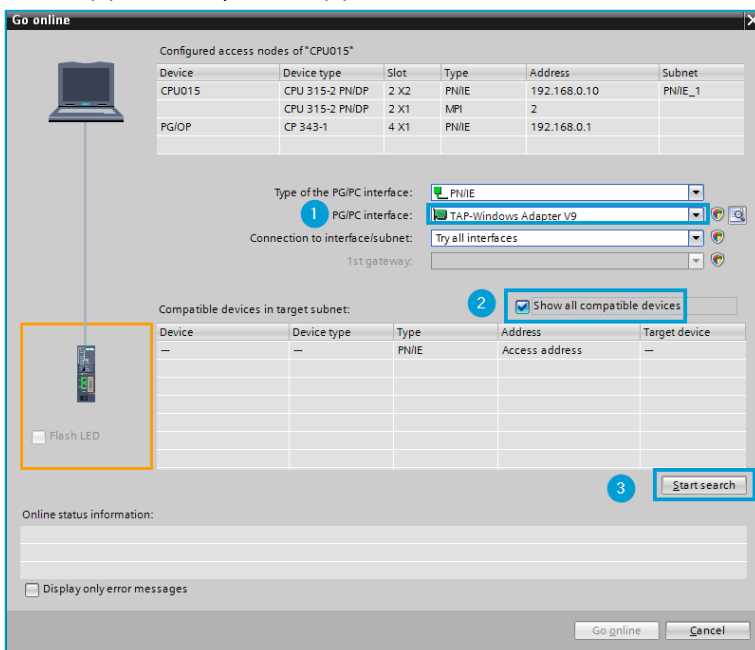 Go online
Configured access nodes of "CPU015"
Device Device type Slot Type Address Subnet
CPU015 CPU 315-2 PN/DP 2 X2 PN/IE 192.168.0.10 PN/IE_1
CPU 315-2 PN/DP 2 X1 MPI 2
PG/OP CP 343-1 4 X1 PN/IE 192.168.0.1
Type of the PG/PC interface: PN/IE
1 PG/PC interface: TAP-Windows Adapter V9
Connection to interface/subnet: Try all interfaces
1st gateway:
Compatible devices in target subnet: 2 Show all compatible devices
Device Device type Type Address Target device
— — PN/IE Access address —
Flash LED
3 Start search
Online status information:
Display only error messages
Go online Cancel